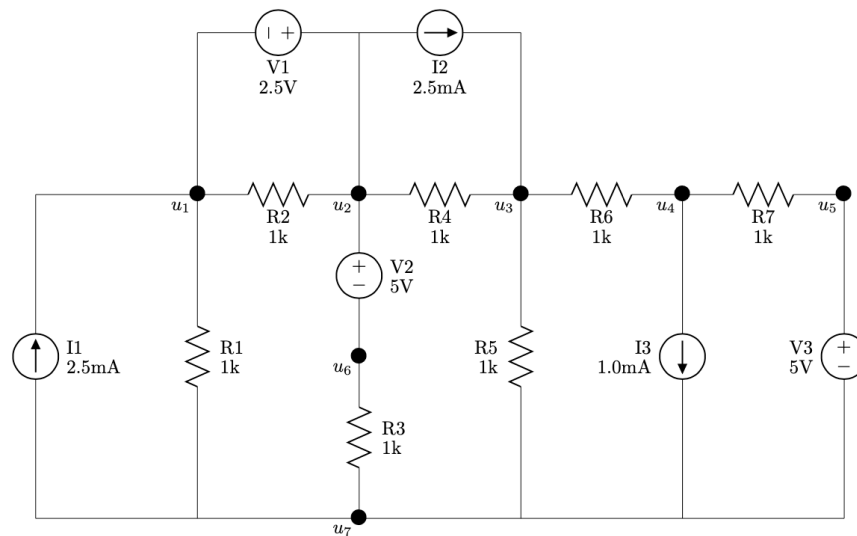 − +
V1
2.5V
I2
2.5mA
u1
R2
1k
u2
R4
1k
u3
R6
1k
u4
R7
1k
u5
+
−
V2
5V
I1
2.5mA
R1
1k
u6
R5
1k
I3
1.0mA
V3
5V
+
−
R3
1k
u7